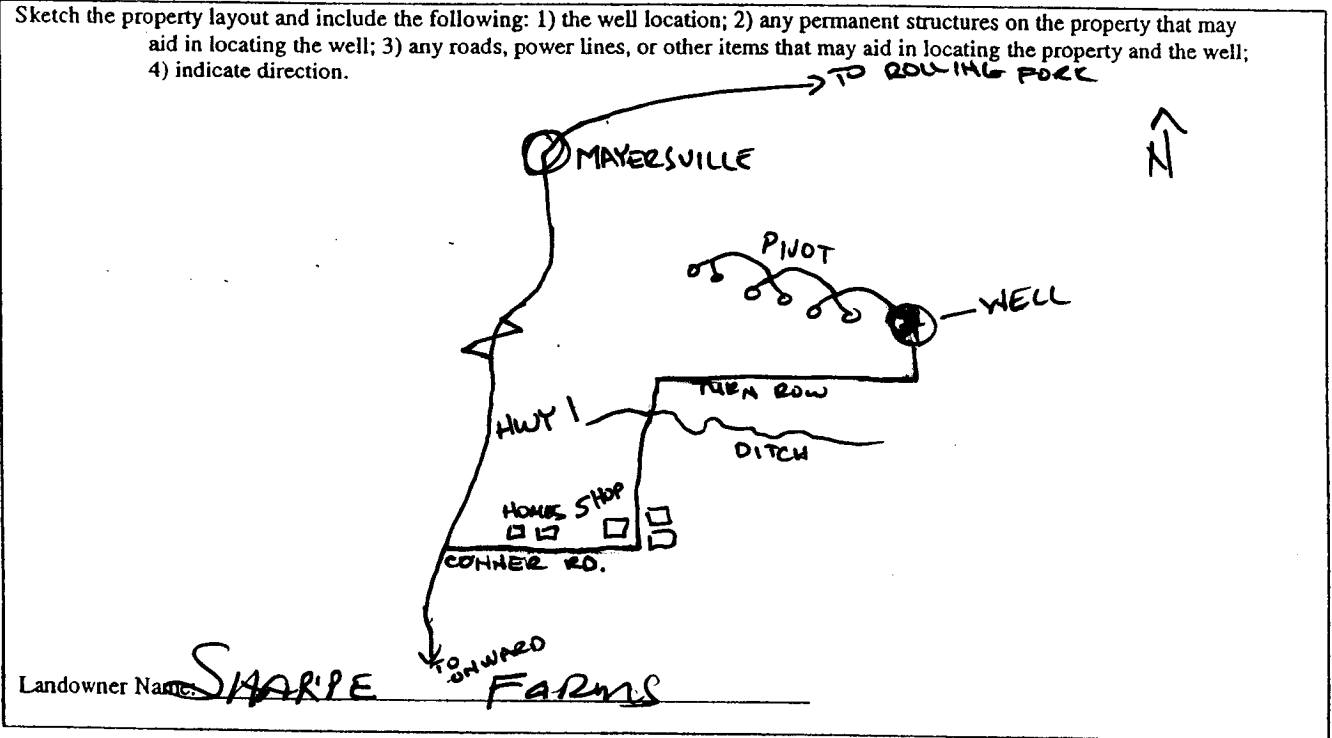 Sketch the property layout and include the following: 1) the well location; 2) any permanent structures on the property that may
aid in locating the well; 3) any roads, power lines, or other items that may aid in locating the property and the well;
4) indicate direction.
TO ROLLING FORK
MAYERSVILLE
N
PIVOT
WELL
TURN ROW
HWY 1
DITCH
HOMES SHOP
CONNER RD.
TO
ONWARD
Landowner Name: SHARPE FARMS